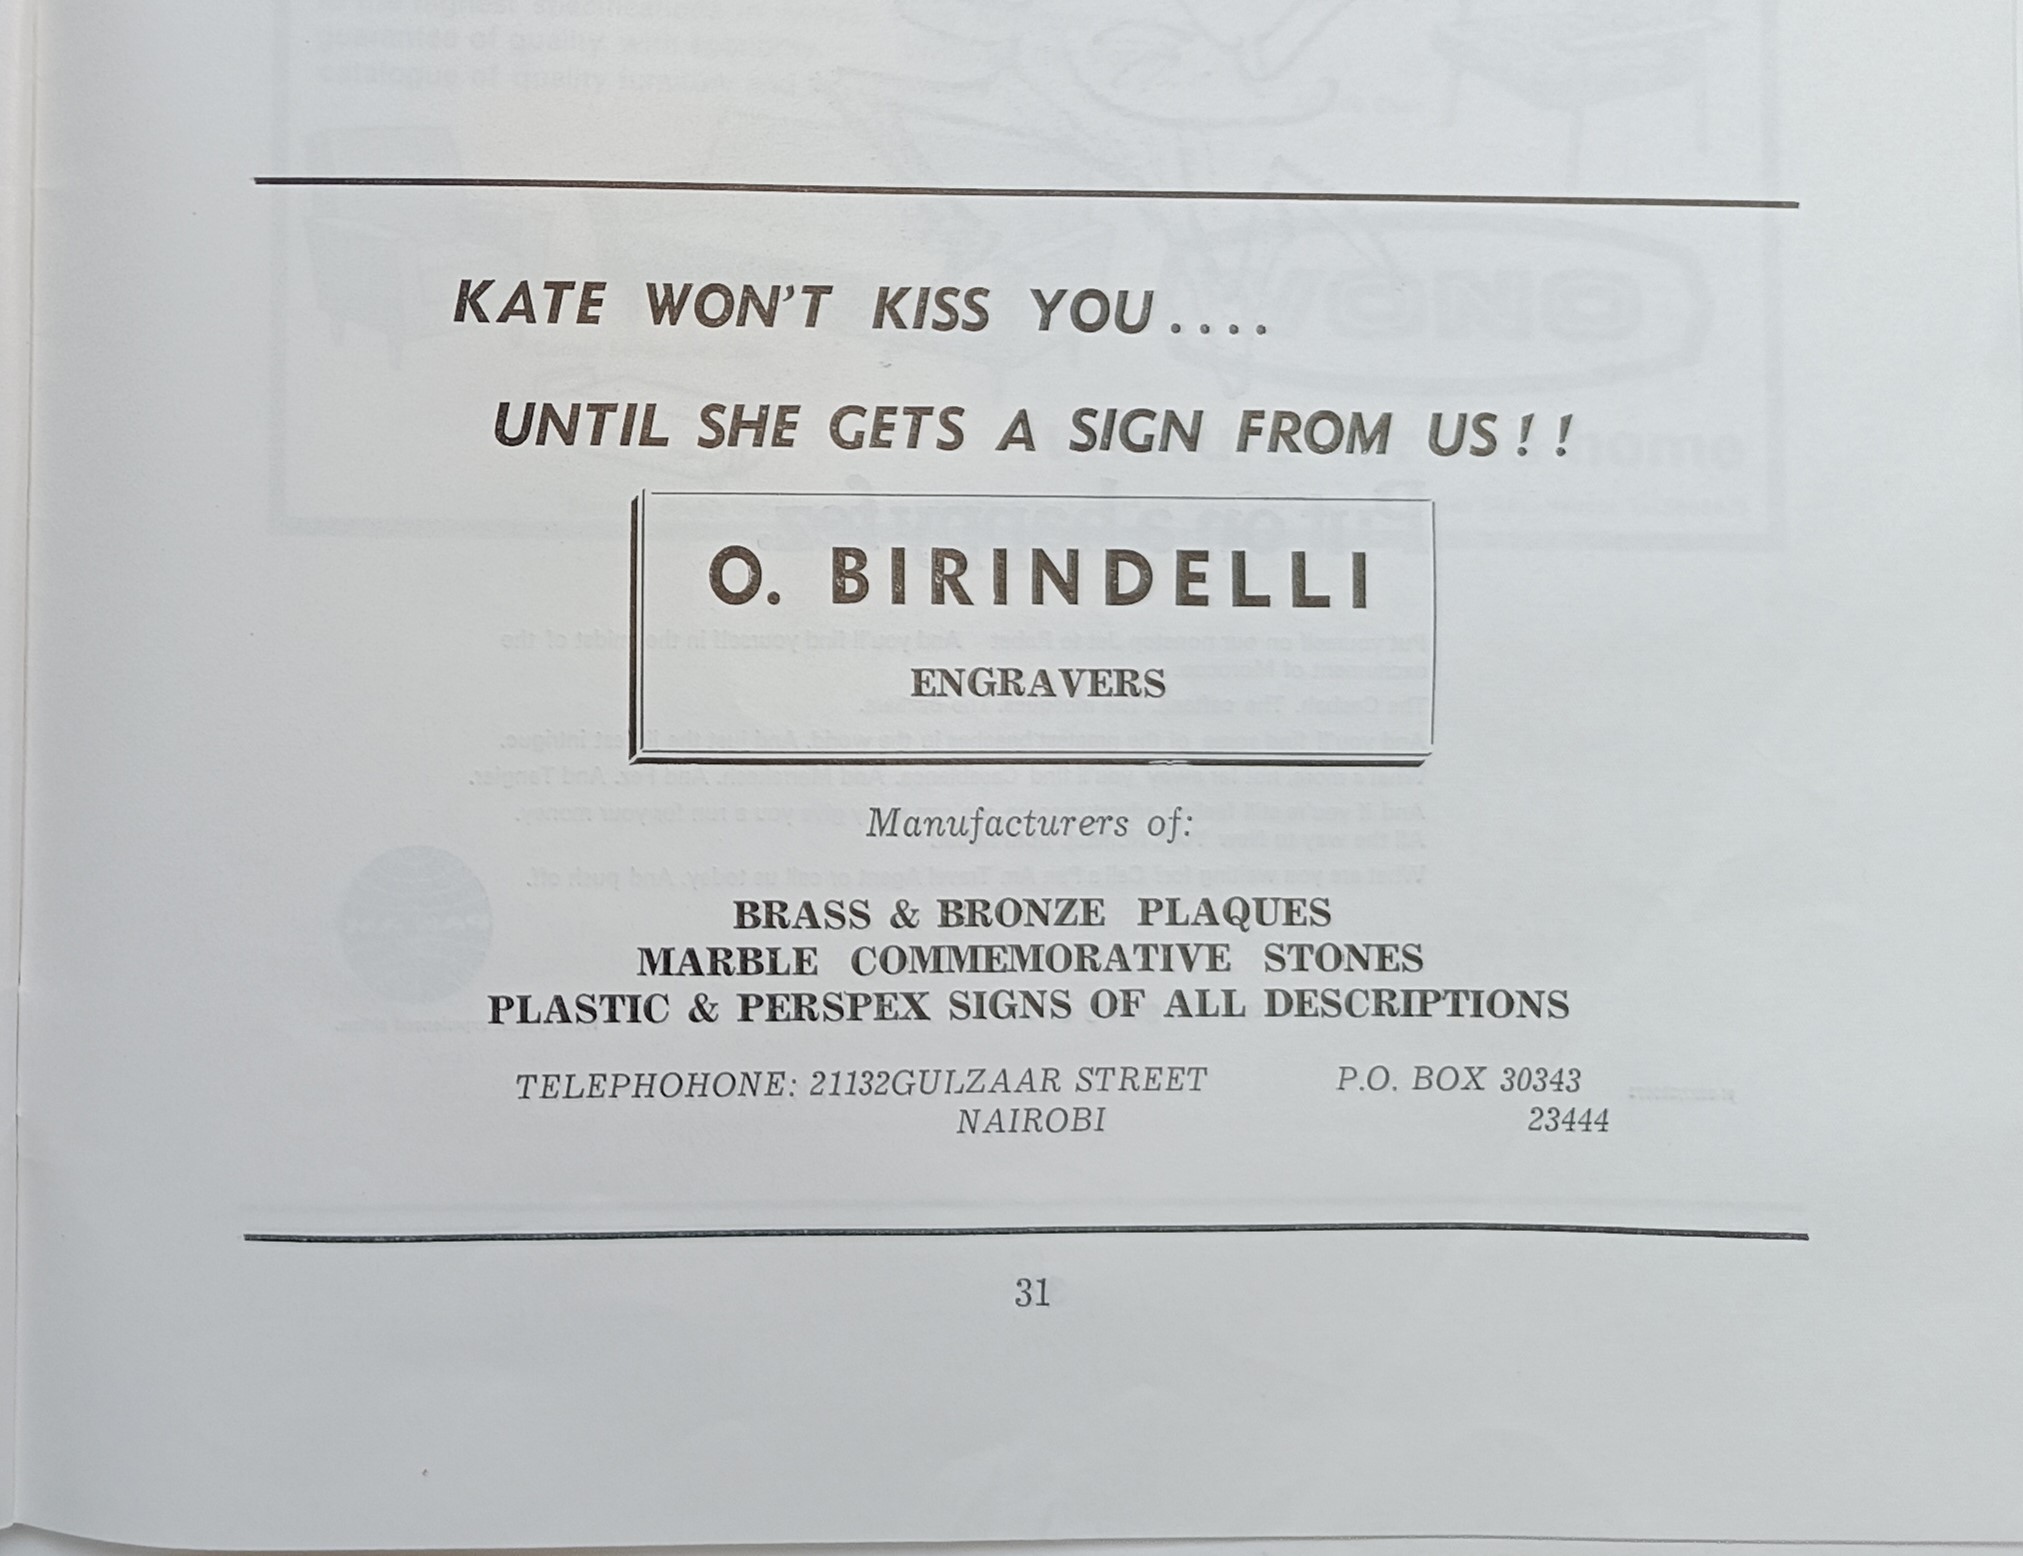 KATE WON'T KISS YOU....
UNTIL SHE GETS A SIGN FROM US!!
O. BIRINDELLI
ENGRAVERS
Manufacturers of:
BRASS & BRONZE PLAQUES
MARBLE COMMEMORATIVE STONES
PLASTIC & PERSPEX SIGNS OF ALL DESCRIPTIONS
TELEPHOHONE: 21132GULZAAR STREET P.O. BOX 30343
NAIROBI 23444
31